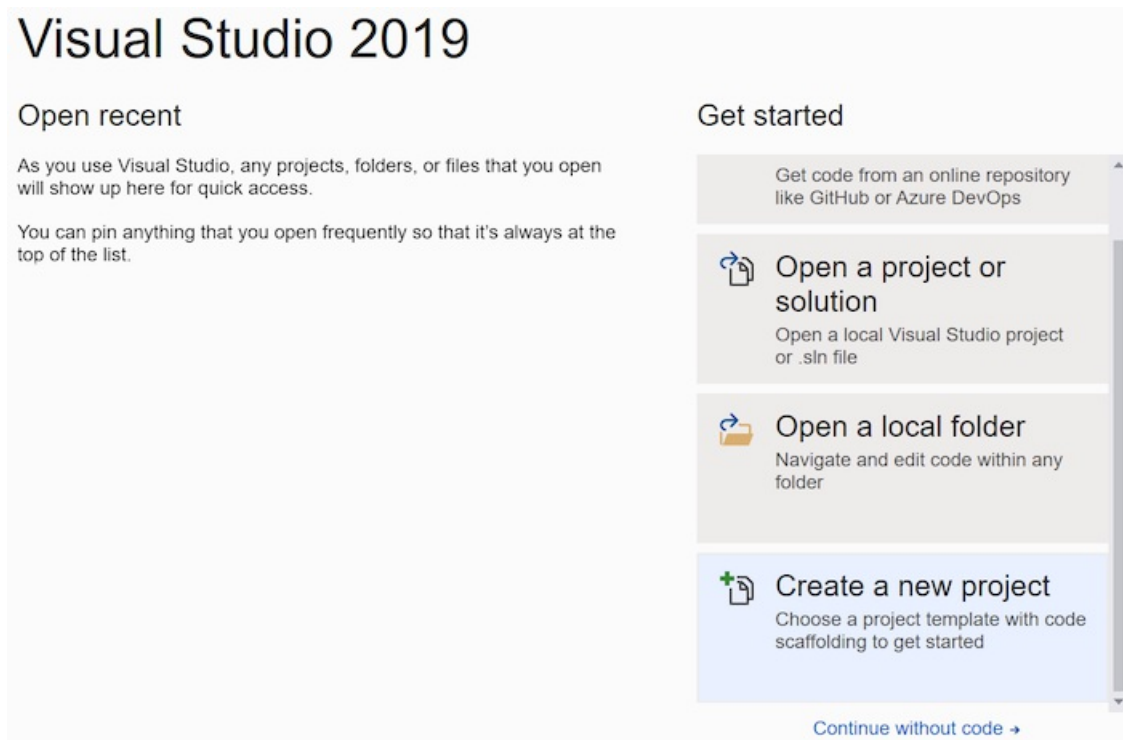 Visual Studio 2019
Open recent
As you use Visual Studio, any projects, folders, or files that you open
will show up here for quick access.
You can pin anything that you open frequently so that it's always at the
top of the list.
Get started
Get code from an online repository
like GitHub or Azure DevOps
Open a project or
solution
Open a local Visual Studio project
or .sln file
Open a local folder
Navigate and edit code within any
folder
Create a new project
Choose a project template with code
scaffolding to get started
Continue without code →